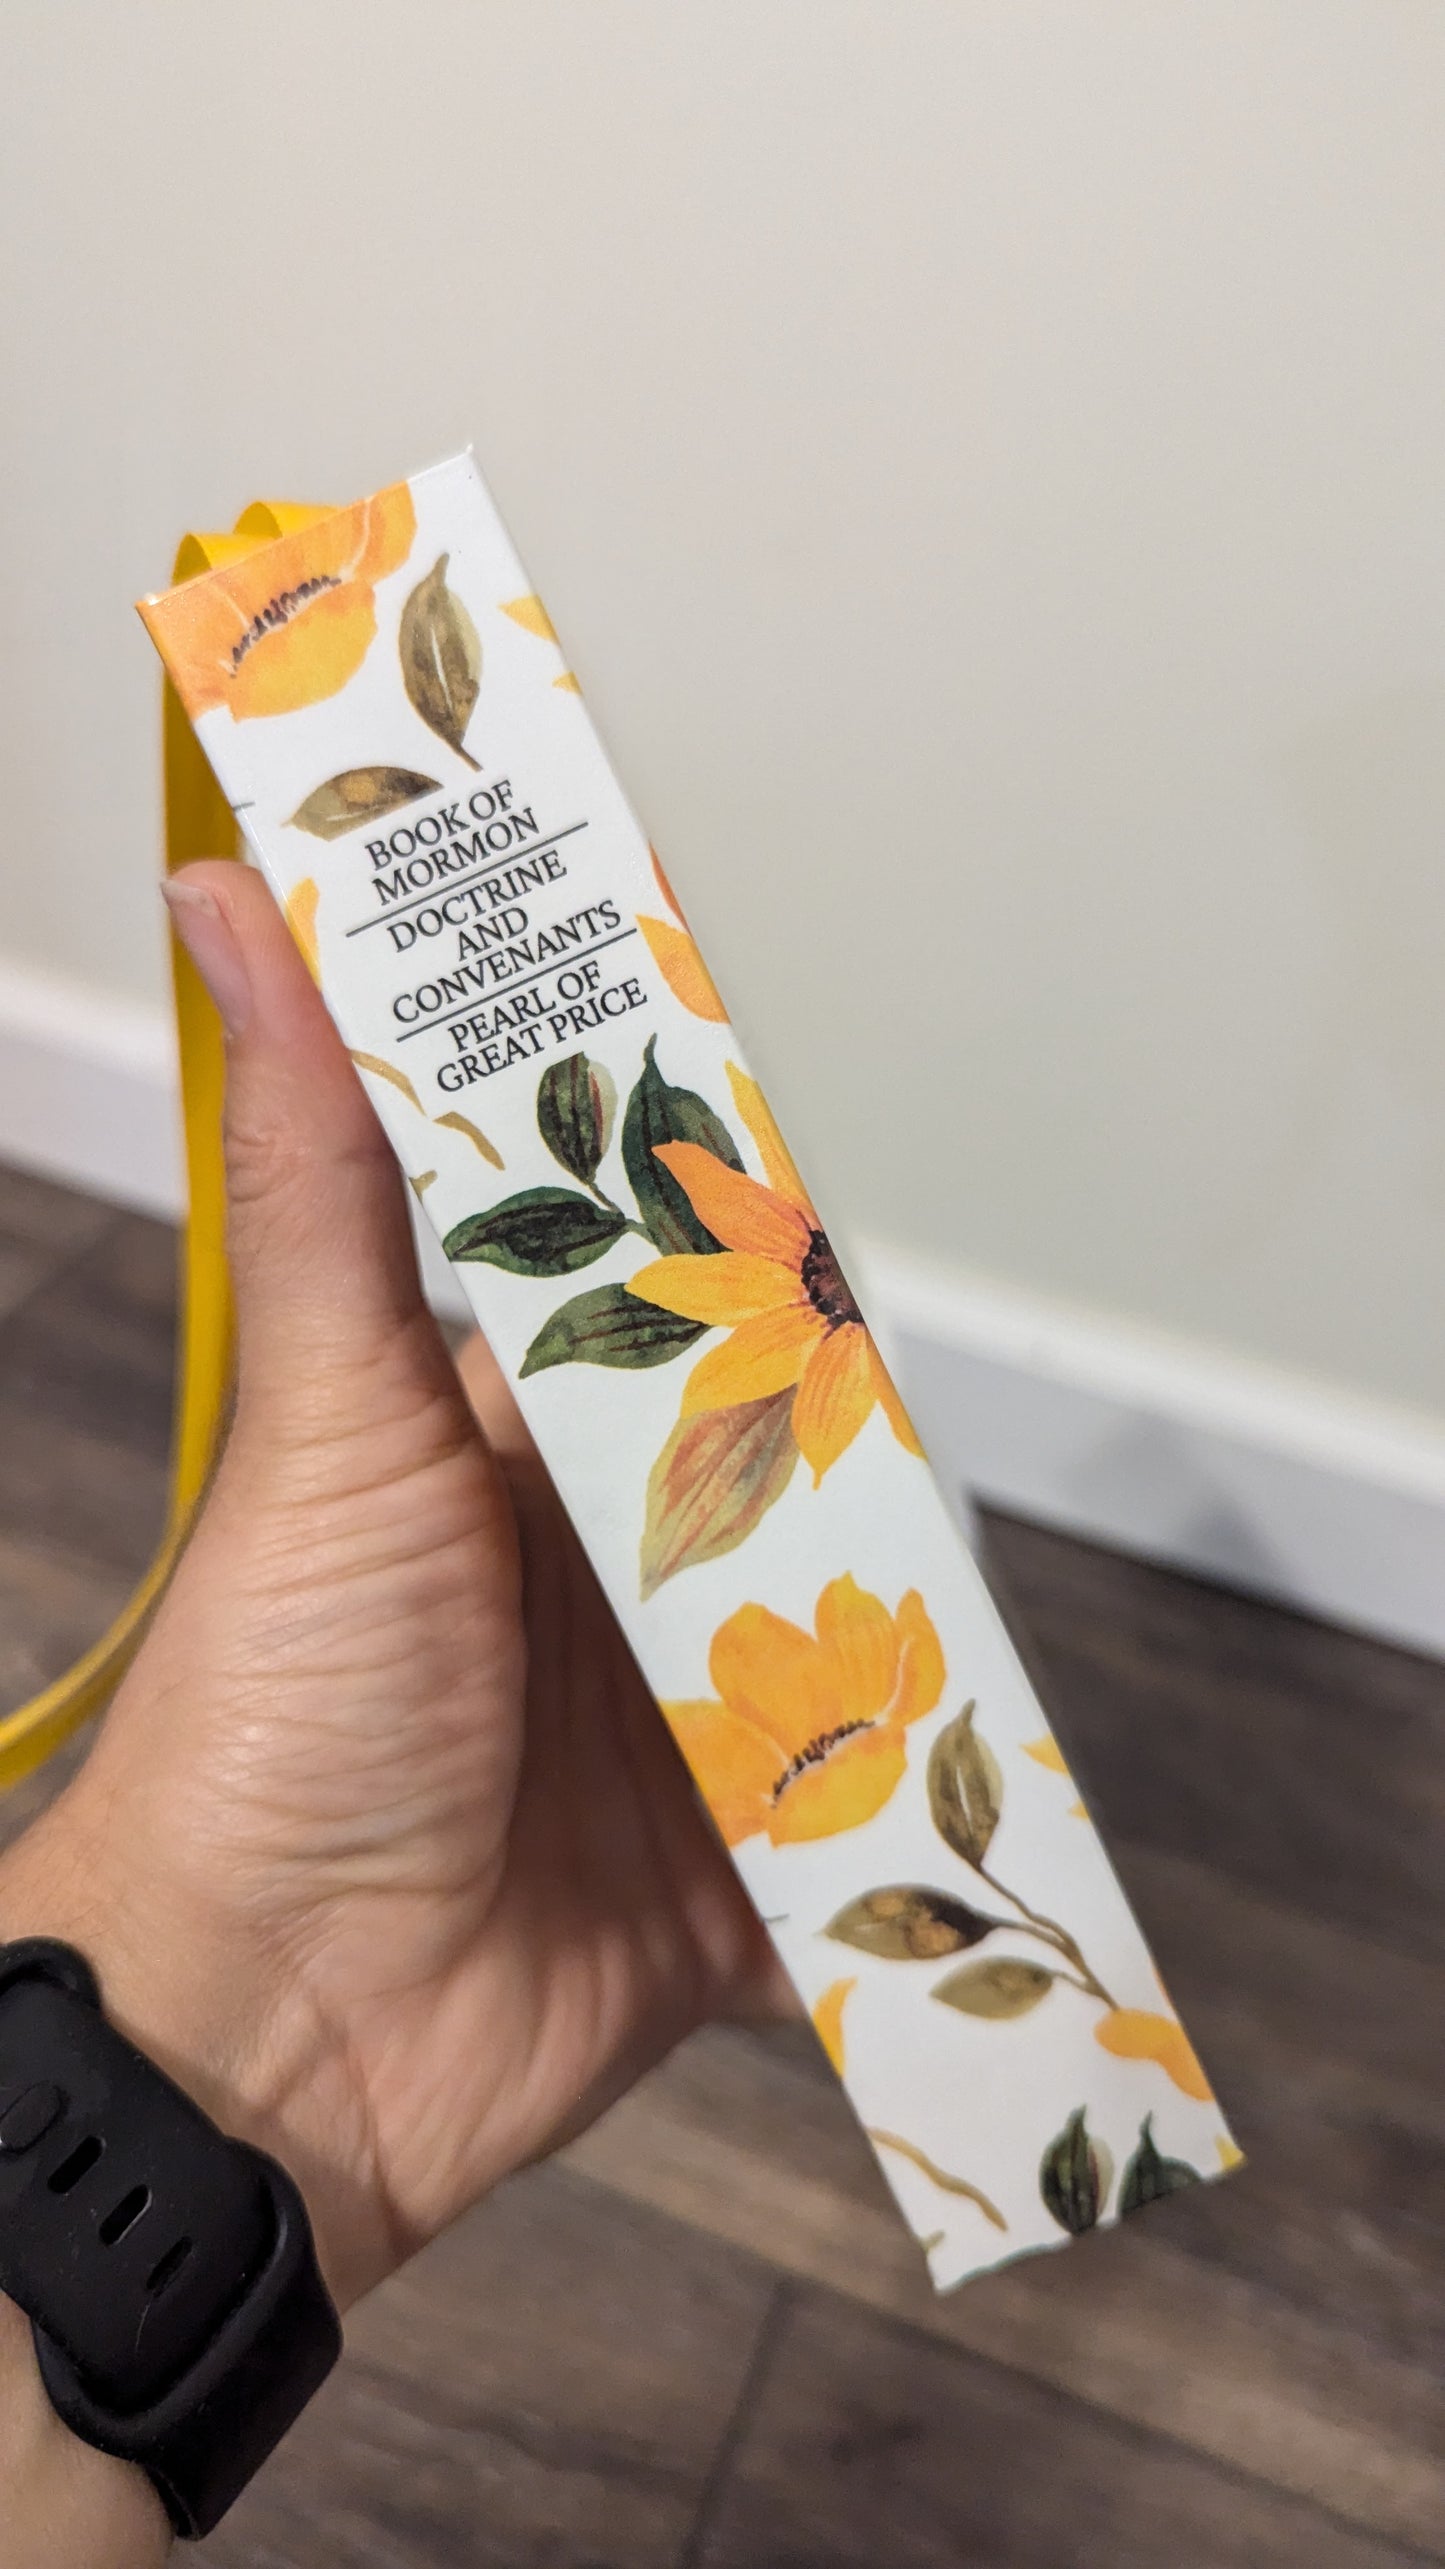 BOOK OF
MORMON
DOCTRINE
AND
CONVENANTS
PEARL OF
GREAT PRICE